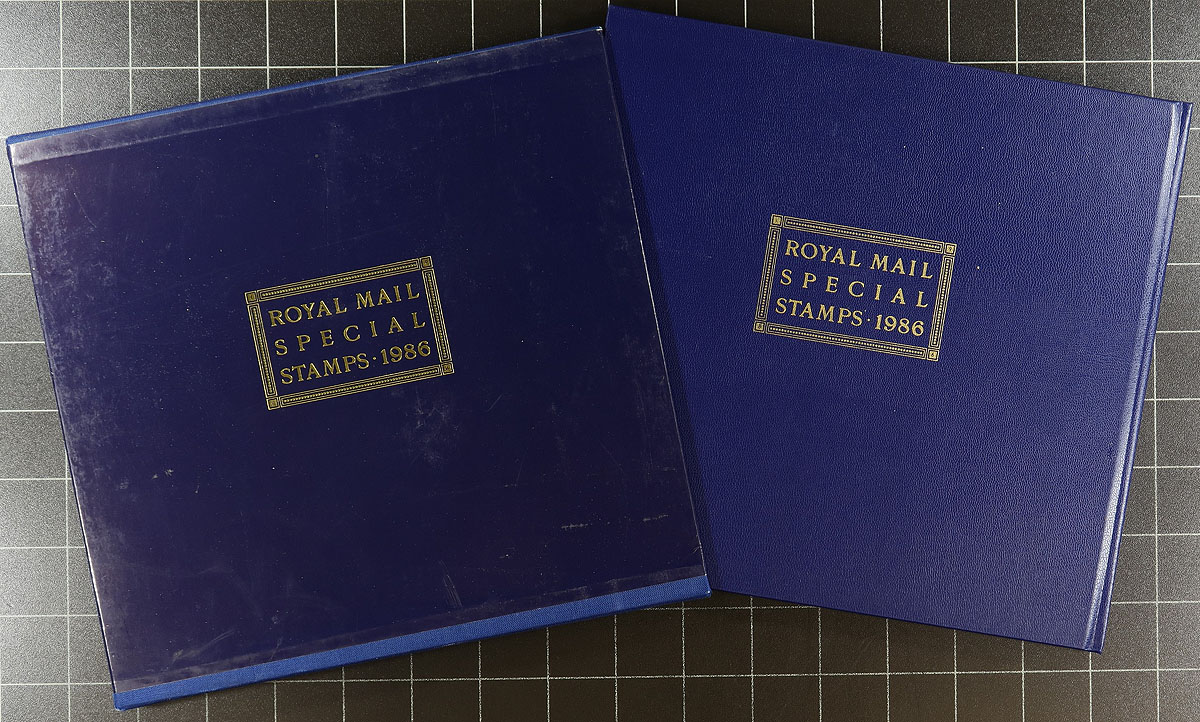 ROYAL MAIL
SPECIAL
STAMPS · 1986
ROYAL MAIL
SPECIAL
STAMPS · 1986